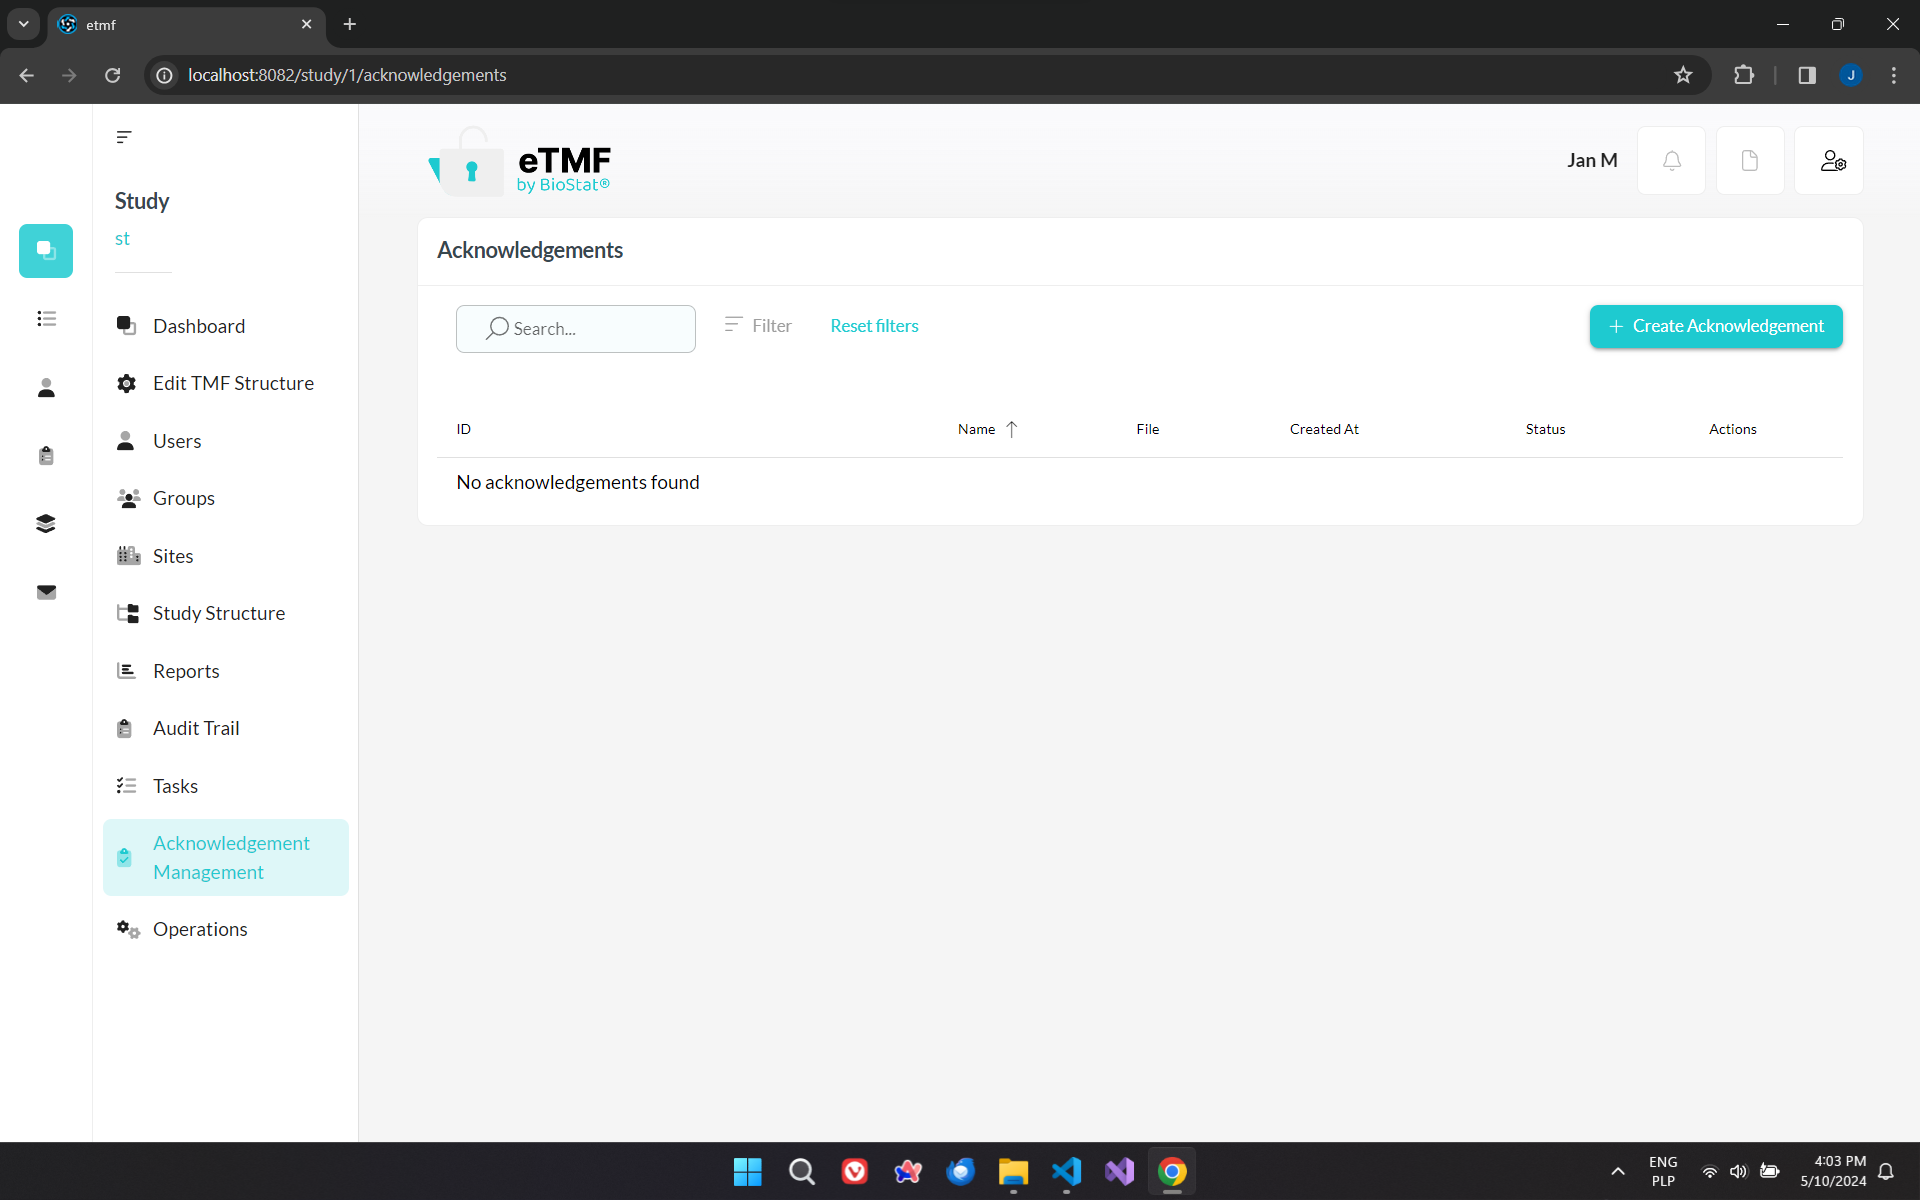 etmf
localhost:8082/study/1/acknowledgements
J
Study
st
Dashboard
Edit TMF Structure
Users
Groups
Sites
Study Structure
Reports
Audit Trail
Tasks
Acknowledgement
Management
Operations
eTMF
by BioStat®
Jan M
Acknowledgements
Search...
Filter
Reset filters
+ Create Acknowledgement
ID Name ↑ File Created At Status Actions
No acknowledgements found
ENG
PLP
4:03 PM
5/10/2024